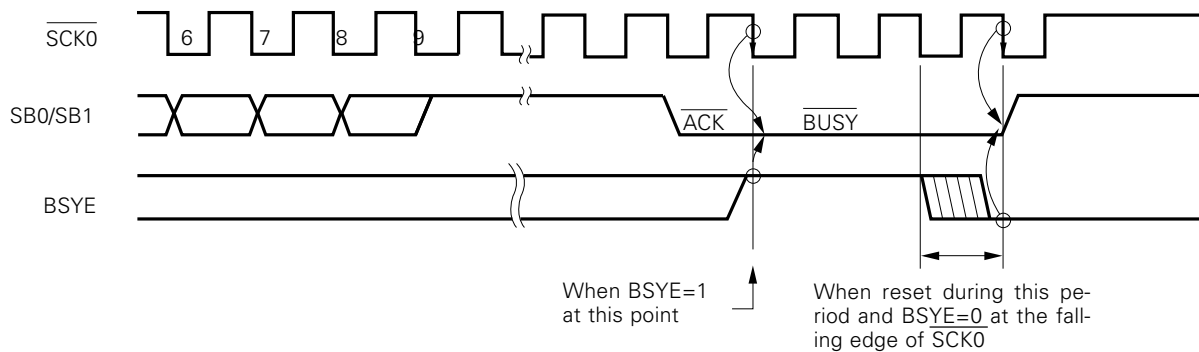 SCK0
6 7 8 9
SB0/SB1
ACK BUSY
BSYE
When BSYE=1
at this point
When reset during this pe-
riod and BSYE=0 at the fall-
ing edge of SCK0